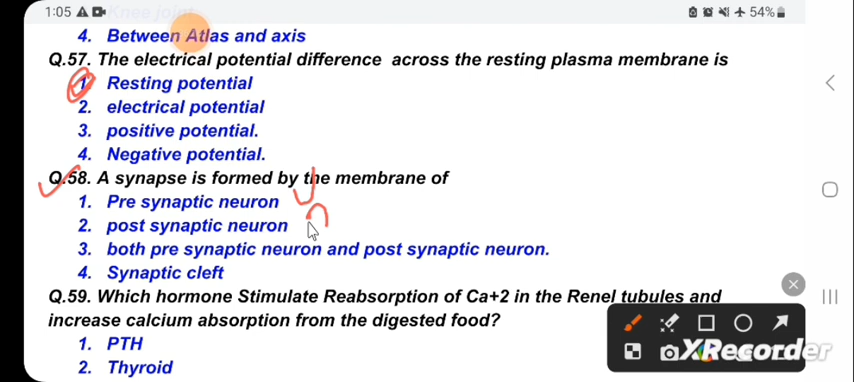 1:05 Knee joint 54%
4. Between Atlas and axis
Q.57. The electrical potential difference across the resting plasma membrane is
1. Resting potential
2. electrical potential
3. positive potential.
4. Negative potential.
Q.58. A synapse is formed by the membrane of
1. Pre synaptic neuron
2. post synaptic neuron
3. both pre synaptic neuron and post synaptic neuron.
4. Synaptic cleft
Q.59. Which hormone Stimulate Reabsorption of Ca+2 in the Renel tubules and
increase calcium absorption from the digested food?
1. PTH
2. Thyroid
XRecorder